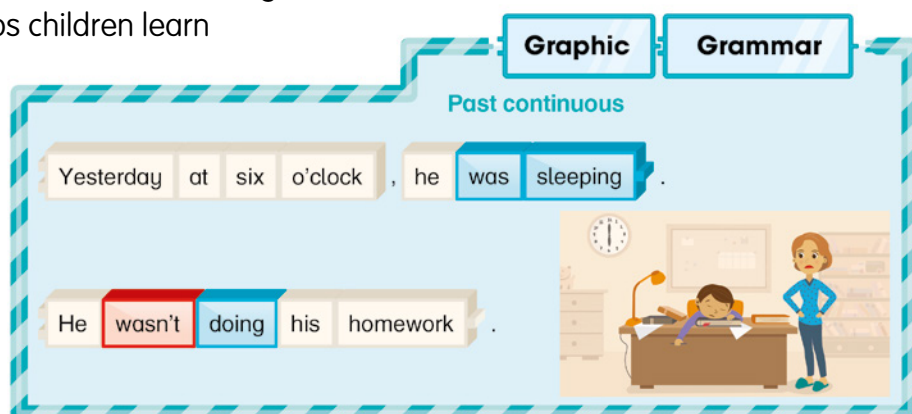 ps children learn
Graphic Grammar
Past continuous
Yesterday at six o'clock , he was sleeping .
He wasn't doing his homework .